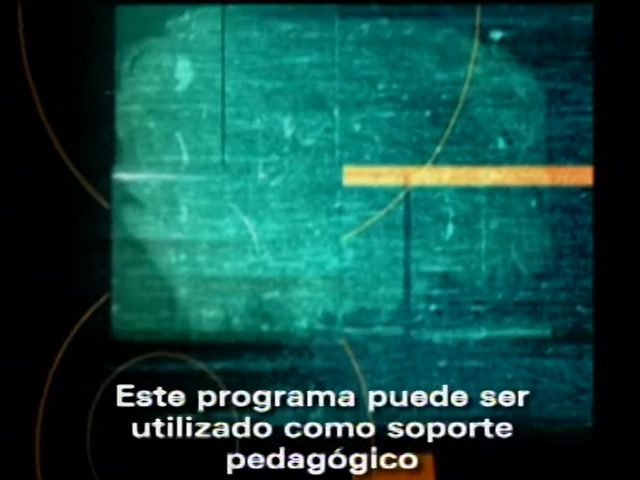 Este programa puede ser
utilizado como soporte
pedagógico